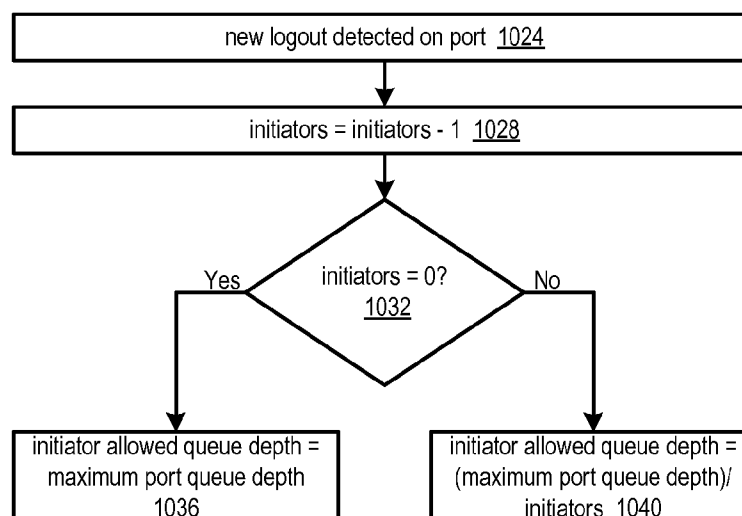 new logout detected on port 1024
initiators = initiators - 1 1028
initiators = 0?
1032
Yes
No
initiator allowed queue depth =
maximum port queue depth
1036
initiator allowed queue depth =
(maximum port queue depth)/
initiators 1040